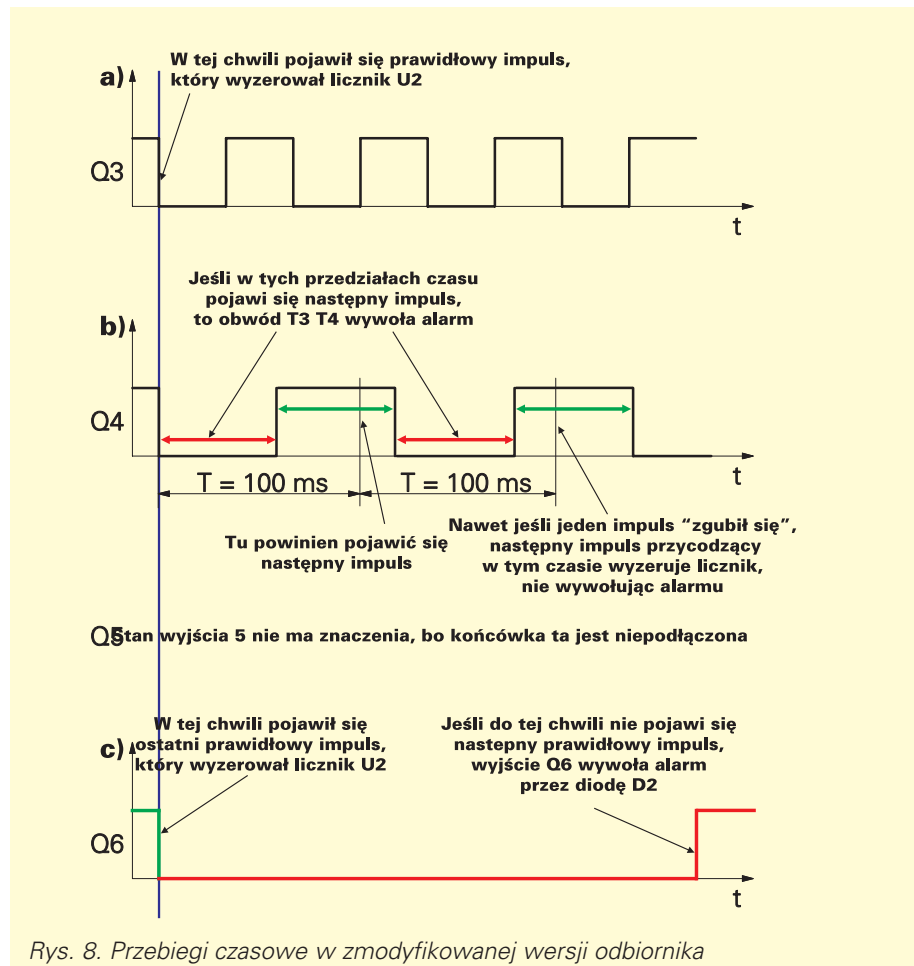 W tej chwili pojawił się prawidłowy impuls,
a)
który wyzerował licznik U2
Q3
t
Jeśli w tych przedziałach czasu
pojawi się następny impuls,
to obwód T3 T4 wywoła alarm
b)
Q4
T = 100 ms
T = 100 ms
t
Tu powinien pojawić się
następny impuls
Nawet jeśli jeden impuls “zgubił się”,
następny impuls przycodzący
w tym czasie wyzeruje licznik,
nie wywołując alarmu
Q5
Stan wyjścia 5 nie ma znaczenia, bo końcówka ta jest niepodłączona
W tej chwili pojawił się
ostatni prawidłowy impuls,
który wyzerował licznik U2
c)
Jeśli do tej chwili nie pojawi się
nastepny prawidłowy impuls,
wyjście Q6 wywoła alarm
przez diodę D2
Q6
t
Rys. 8. Przebiegi czasowe w zmodyfikowanej wersji odbiornika